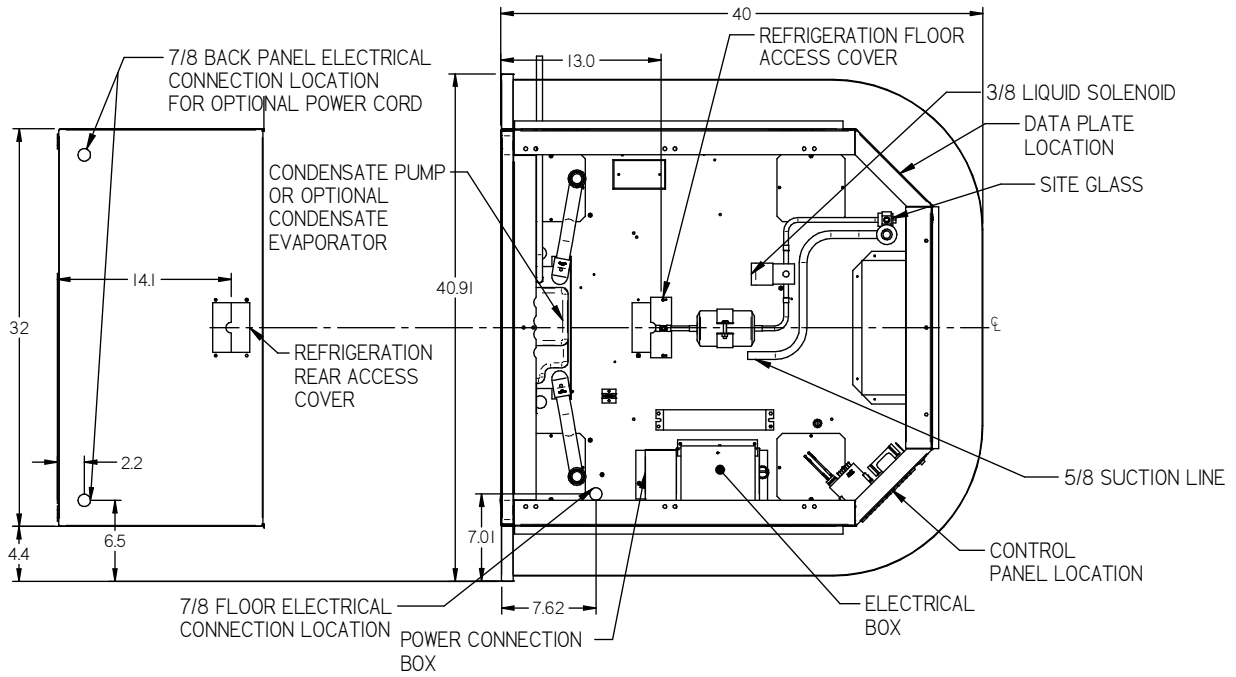 40
7/8 BACK PANEL ELECTRICAL
CONNECTION LOCATION
FOR OPTIONAL POWER CORD
REFRIGERATION FLOOR
ACCESS COVER
13.0
3/8 LIQUID SOLENOID
DATA PLATE
LOCATION
CONDENSATE PUMP
OR OPTIONAL
CONDENSATE
EVAPORATOR
SITE GLASS
14.1
40.91
32
REFRIGERATION
REAR ACCESS
COVER
℄
2.2
5/8 SUCTION LINE
4.4
6.5
7.01
CONTROL
PANEL LOCATION
7/8 FLOOR ELECTRICAL
CONNECTION LOCATION
7.62
ELECTRICAL
BOX
POWER CONNECTION
BOX